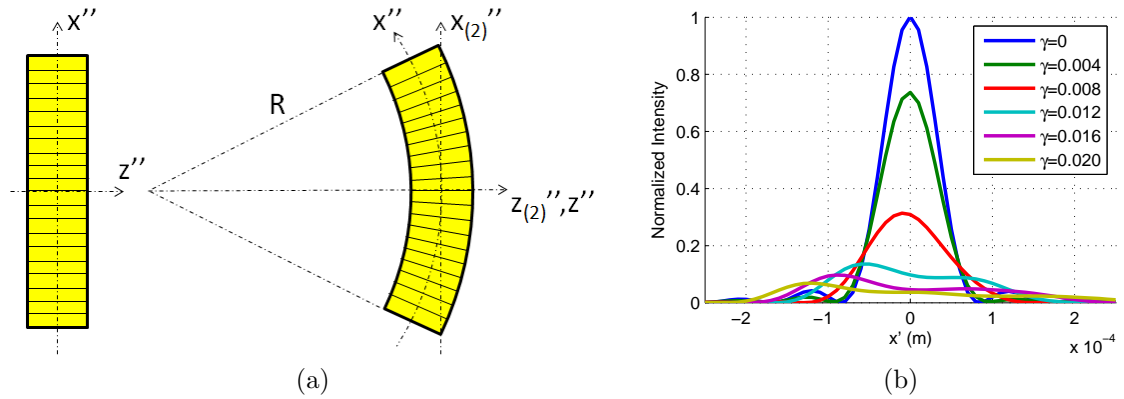 x''
z''
R
x''
x(2)''
z(2)'',z''
(a)
Normalized Intensity
1
0.8
0.6
0.4
0.2
0
−2
−1
0
1
2
x' (m)
x 10−4
γ=0
γ=0.004
γ=0.008
γ=0.012
γ=0.016
γ=0.020
(b)